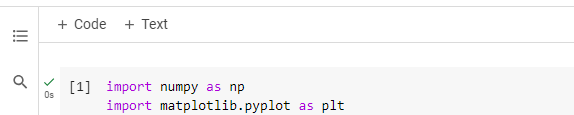 + Code + Text
[1] import numpy as np
0s
import matplotlib.pyplot as plt